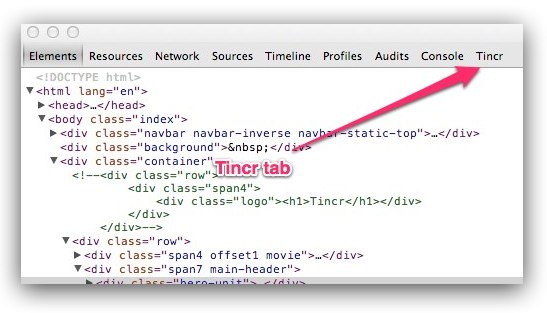 Elements Resources Network Sources Timeline Profiles Audits Console Tincr
<!DOCTYPE html>
▼<html lang="en">
▶<head>…</head>
▼<body class="index">
▶<div class="navbar navbar-inverse navbar-static-top">…</div>
<div class="background">&nbsp;</div>
▼<div class="container"
Tincr tab
<!--<div class="row">
<div class="span4">
<div class="logo"><h1>Tincr</h1></div>
</div>
</div>-->
▼<div class="row">
▶<div class="span4 offset1 movie">…</div>
▼<div class="span7 main-header">
▶<div class="hero-unit">…</div>